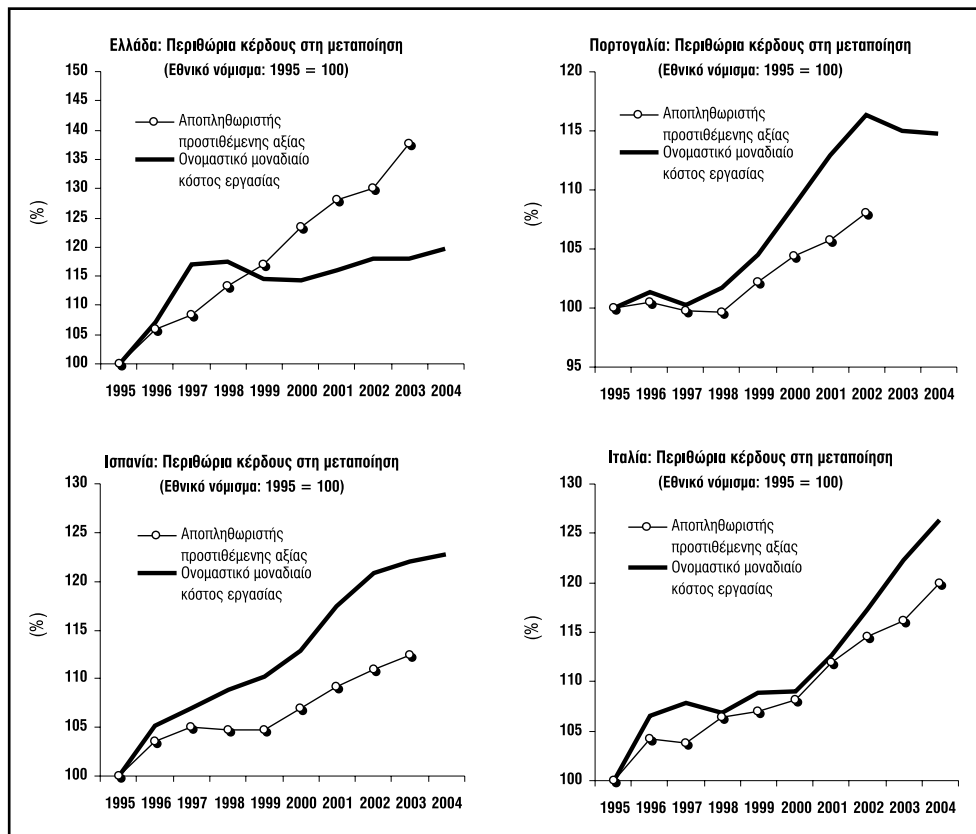 Ελλάδα: Περιθώρια κέρδους στη μεταποίηση
(Εθνικό νόμισμα: 1995 = 100)
150
145
140
135
130
125
120
115
110
105
100
(%)
Αποπληθωριστής
προστιθέμενης αξίας
Ονομαστικό μοναδιαίο
κόστος εργασίας
1995 1996 1997 1998 1999 2000 2001 2002 2003 2004
Πορτογαλία: Περιθώρια κέρδους στη μεταποίηση
(Εθνικό νόμισμα: 1995 = 100)
120
115
110
105
100
95
(%)
Αποπληθωριστής
προστιθέμενης αξίας
Ονομαστικό μοναδιαίο
κόστος εργασίας
1995 1996 1997 1998 1999 2000 2001 2002 2003 2004
Ισπανία: Περιθώρια κέρδους στη μεταποίηση
(Εθνικό νόμισμα: 1995 = 100)
130
125
120
115
110
105
100
(%)
Αποπληθωριστής
προστιθέμενης αξίας
Ονομαστικό μοναδιαίο
κόστος εργασίας
1995 1996 1997 1998 1999 2000 2001 2002 2003 2004
Ιταλία: Περιθώρια κέρδους στη μεταποίηση
(Εθνικό νόμισμα: 1995 = 100)
130
125
120
115
110
105
100
(%)
Αποπληθωριστής
προστιθέμενης αξίας
Ονομαστικό μοναδιαίο
κόστος εργασίας
1995 1996 1997 1998 1999 2000 2001 2002 2003 2004